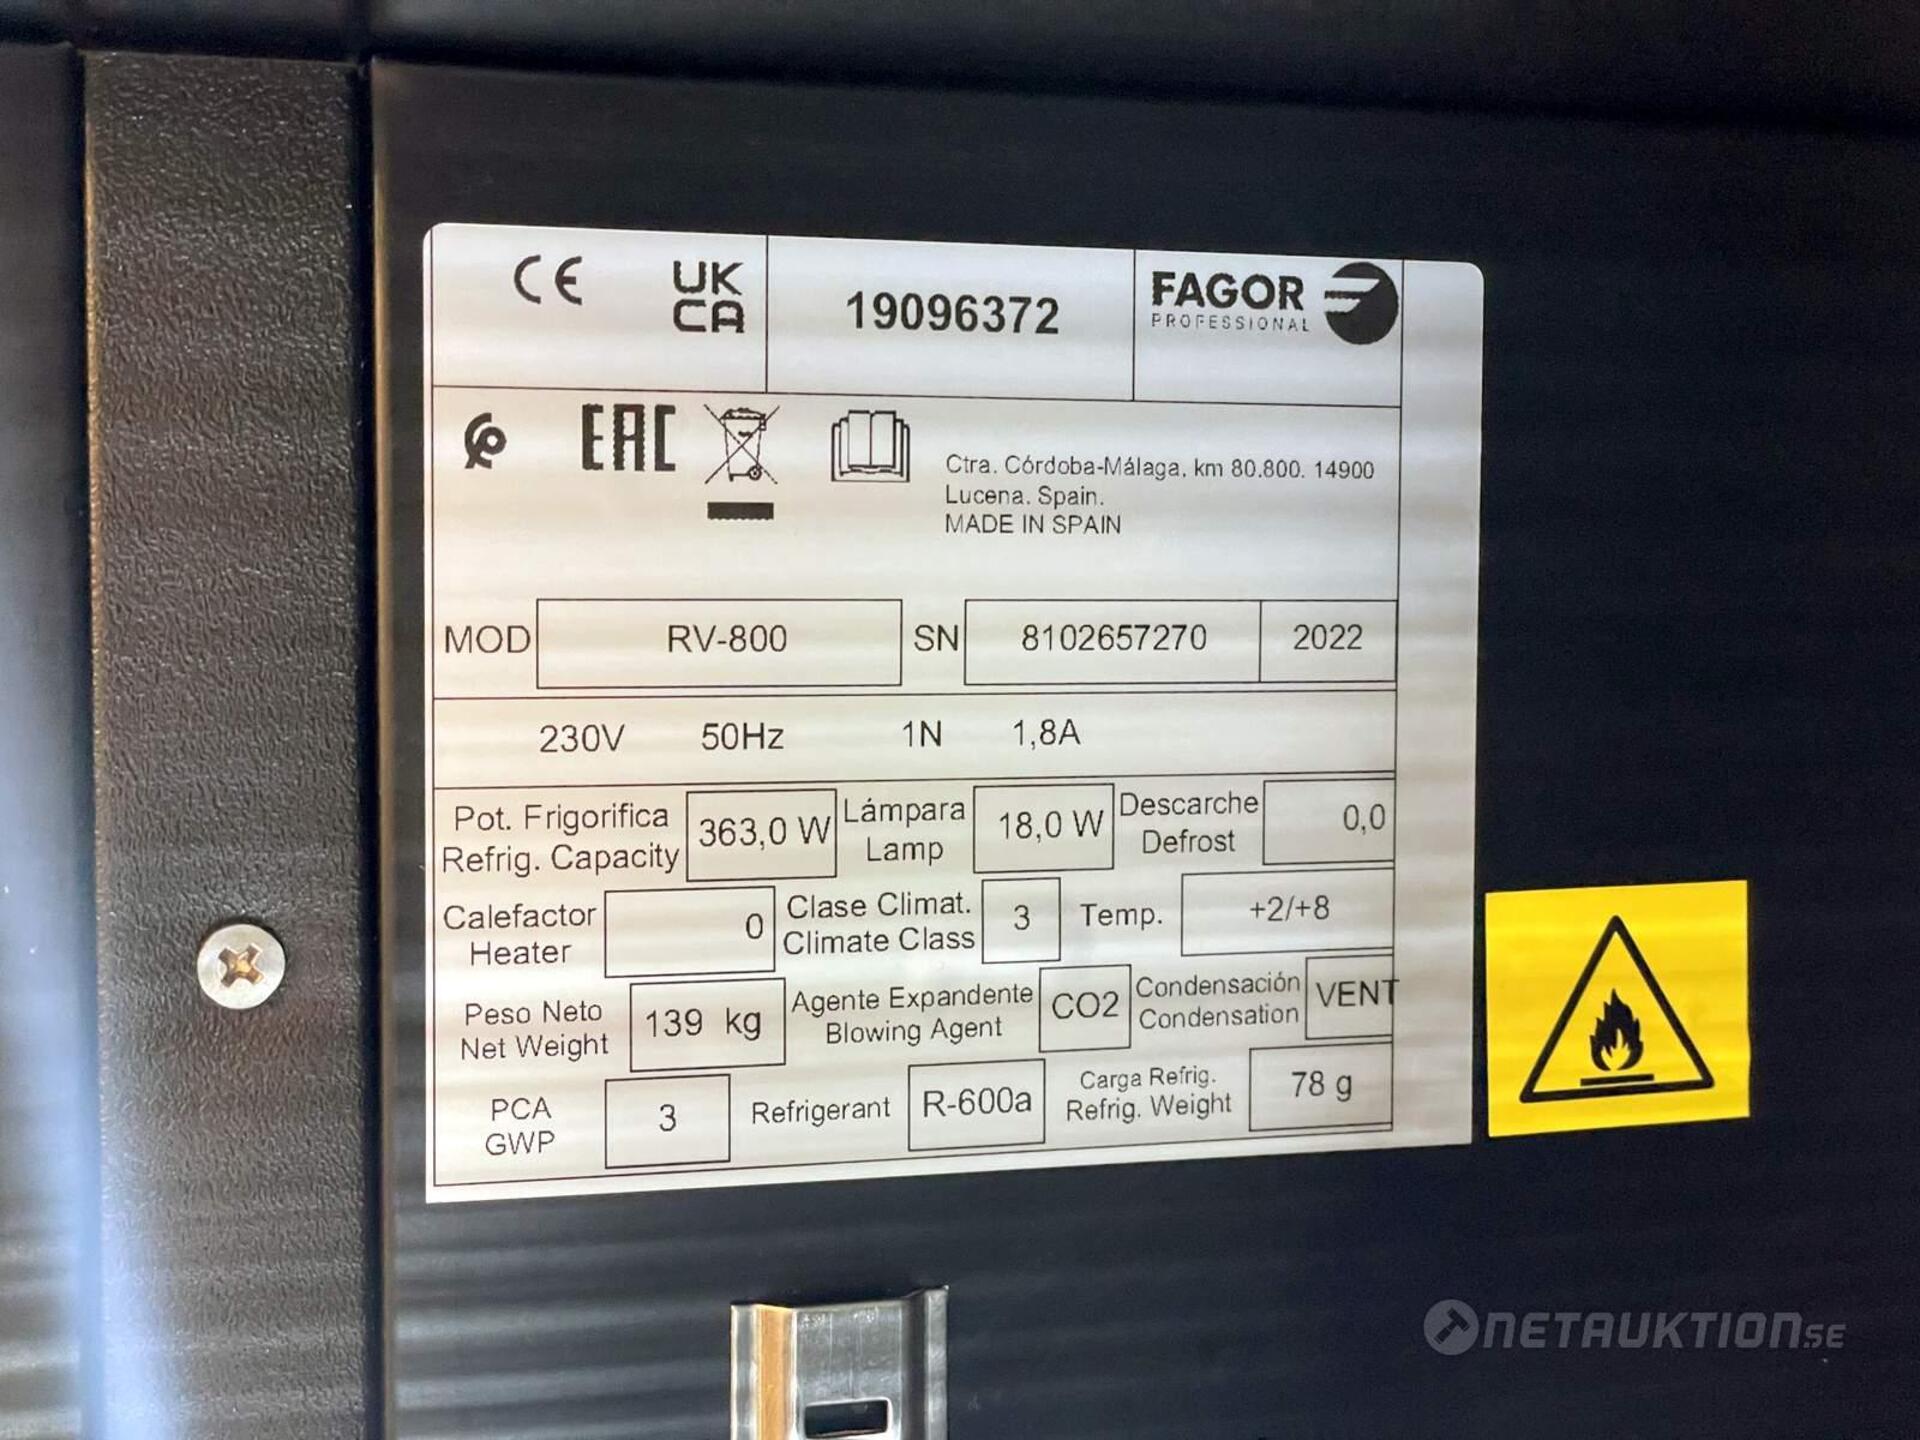 CE
UK
CA
19096372
FAGOR
PROFESSIONAL
EAC
Ctra. Córdoba-Málaga, km 80.800. 14900
Lucena. Spain.
MADE IN SPAIN
MOD RV-800 SN 8102657270 2022
230V 50Hz 1N 1,8A
Pot. Frigorifica
Refrig. Capacity
363,0 W
Lámpara
Lamp
18,0 W
Descarche
Defrost
0,0
Calefactor
Heater
0
Clase Climat.
Climate Class
3
Temp.
+2/+8
Peso Neto
Net Weight
139 kg
Agente Expandente
Blowing Agent
CO2
Condensación
Condensation
VENT
PCA
GWP
3
Refrigerant
R-600a
Carga Refrig.
Refrig. Weight
78 g
NETAUKTION.SE